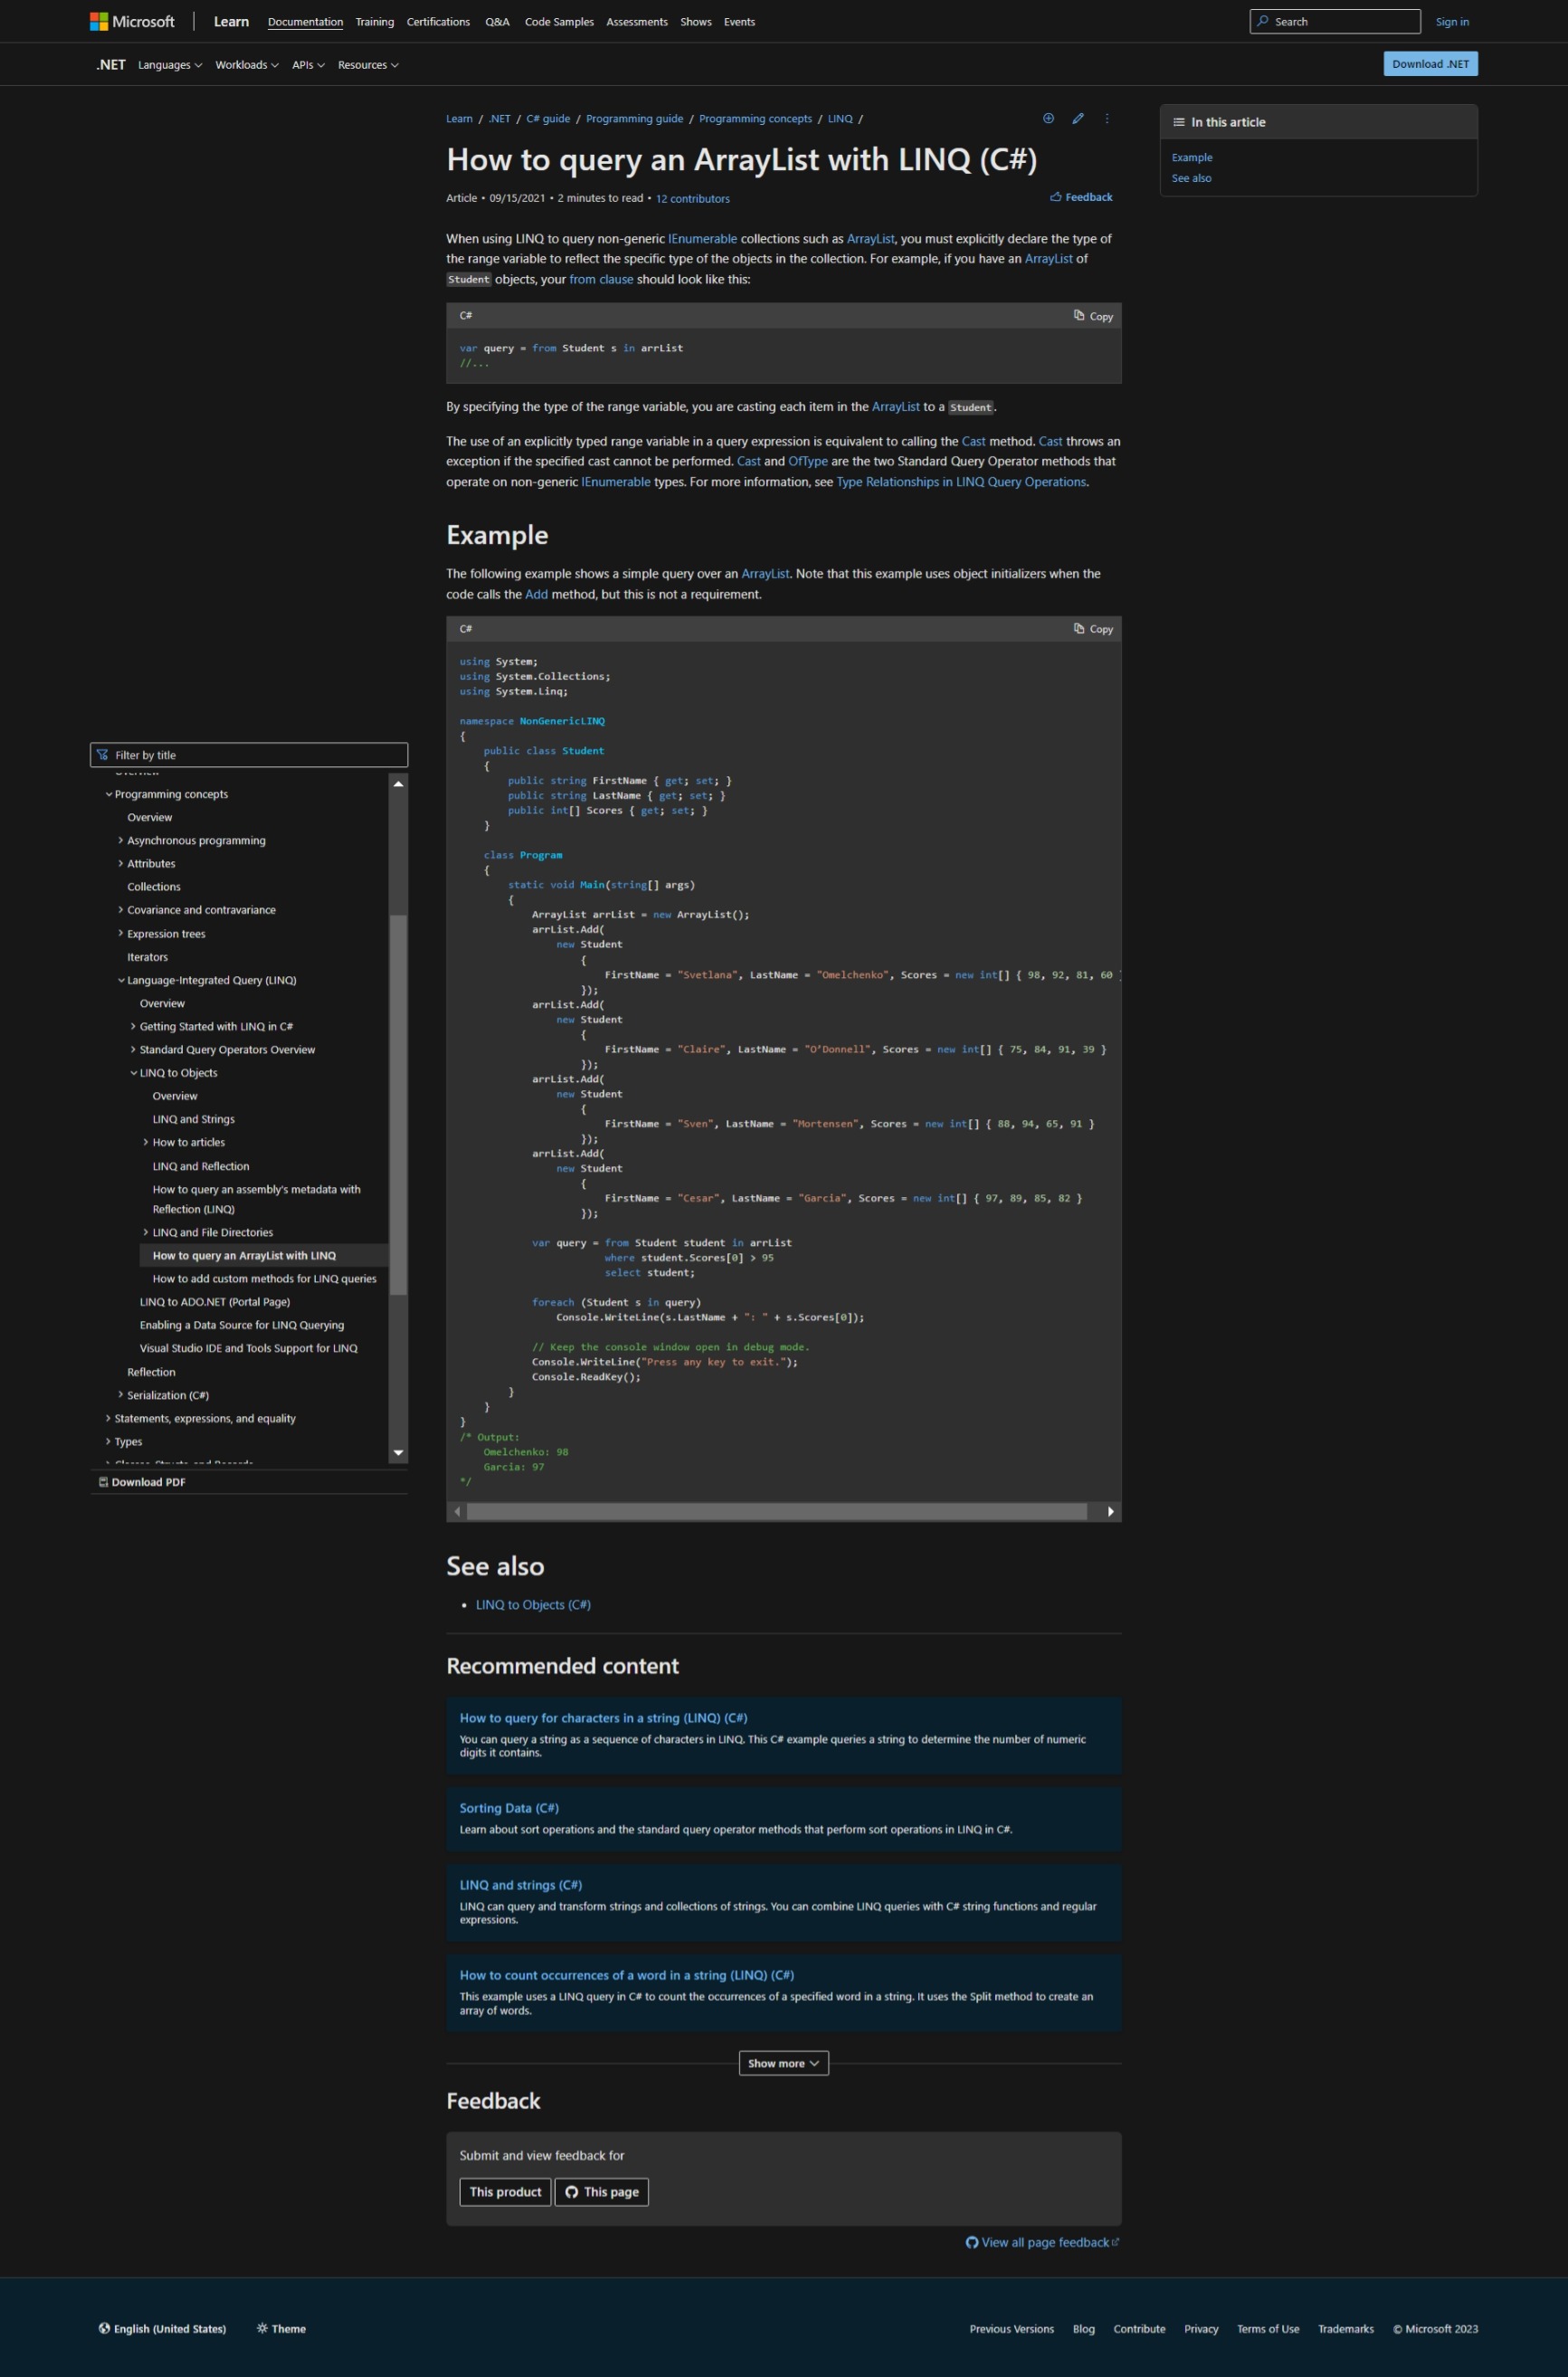 Microsoft
Learn Documentation Training Certifications Q&A Code Samples Assessments Shows Events
Search
Sign in
.NET Languages Workloads APIs Resources
Download .NET
Learn / .NET / C# guide / Programming guide / Programming concepts / LINQ /
How to query an ArrayList with LINQ (C#)
Article • 09/15/2021 • 2 minutes to read • 12 contributors
Feedback
In this article
Example
See also
When using LINQ to query non-generic IEnumerable collections such as ArrayList, you must explicitly declare the type of
the range variable to reflect the specific type of the objects in the collection. For example, if you have an ArrayList of
Student objects, your from clause should look like this:
C#
Copy
var query = from Student s in arrList
//...
By specifying the type of the range variable, you are casting each item in the ArrayList to a Student.
The use of an explicitly typed range variable in a query expression is equivalent to calling the Cast method. Cast throws an
exception if the specified cast cannot be performed. Cast and OfType are the two Standard Query Operator methods that
operate on non-generic IEnumerable types. For more information, see Type Relationships in LINQ Query Operations.
Example
The following example shows a simple query over an ArrayList. Note that this example uses object initializers when the
code calls the Add method, but this is not a requirement.
C#
Copy
using System;
using System.Collections;
using System.Linq;
namespace NonGenericLINQ
{
public class Student
{
public string FirstName { get; set; }
public string LastName { get; set; }
public int[] Scores { get; set; }
}
class Program
{
static void Main(string[] args)
{
ArrayList arrList = new ArrayList();
arrList.Add(
new Student
{
FirstName = "Svetlana", LastName = "Omelchenko", Scores = new int[] { 98, 92, 81, 60 }
});
arrList.Add(
new Student
{
FirstName = "Claire", LastName = "O’Donnell", Scores = new int[] { 75, 84, 91, 39 }
});
arrList.Add(
new Student
{
FirstName = "Sven", LastName = "Mortensen", Scores = new int[] { 88, 94, 65, 91 }
});
arrList.Add(
new Student
{
FirstName = "Cesar", LastName = "Garcia", Scores = new int[] { 97, 89, 85, 82 }
});
var query = from Student student in arrList
where student.Scores[0] > 95
select student;
foreach (Student s in query)
Console.WriteLine(s.LastName + ": " + s.Scores[0]);
// Keep the console window open in debug mode.
Console.WriteLine("Press any key to exit.");
Console.ReadKey();
}
}
}
/* Output:
Omelchenko: 98
Garcia: 97
*/
Filter by title
Programming concepts
Overview
Asynchronous programming
Attributes
Collections
Covariance and contravariance
Expression trees
Iterators
Language-Integrated Query (LINQ)
Overview
Getting Started with LINQ in C#
Standard Query Operators Overview
LINQ to Objects
Overview
LINQ and Strings
How to articles
LINQ and Reflection
How to query an assembly's metadata with
Reflection (LINQ)
LINQ and File Directories
How to query an ArrayList with LINQ
How to add custom methods for LINQ queries
LINQ to ADO.NET (Portal Page)
Enabling a Data Source for LINQ Querying
Visual Studio IDE and Tools Support for LINQ
Reflection
Serialization (C#)
Statements, expressions, and equality
Types
Download PDF
See also
• LINQ to Objects (C#)
Recommended content
How to query for characters in a string (LINQ) (C#)
You can query a string as a sequence of characters in LINQ. This C# example queries a string to determine the number of numeric
digits it contains.
Sorting Data (C#)
Learn about sort operations and the standard query operator methods that perform sort operations in LINQ in C#.
LINQ and strings (C#)
LINQ can query and transform strings and collections of strings. You can combine LINQ queries with C# string functions and regular
expressions.
How to count occurrences of a word in a string (LINQ) (C#)
This example uses a LINQ query in C# to count the occurrences of a specified word in a string. It uses the Split method to create an
array of words.
Show more
Feedback
Submit and view feedback for
This product
This page
View all page feedback
English (United States)
Theme
Previous Versions Blog Contribute Privacy Terms of Use Trademarks © Microsoft 2023